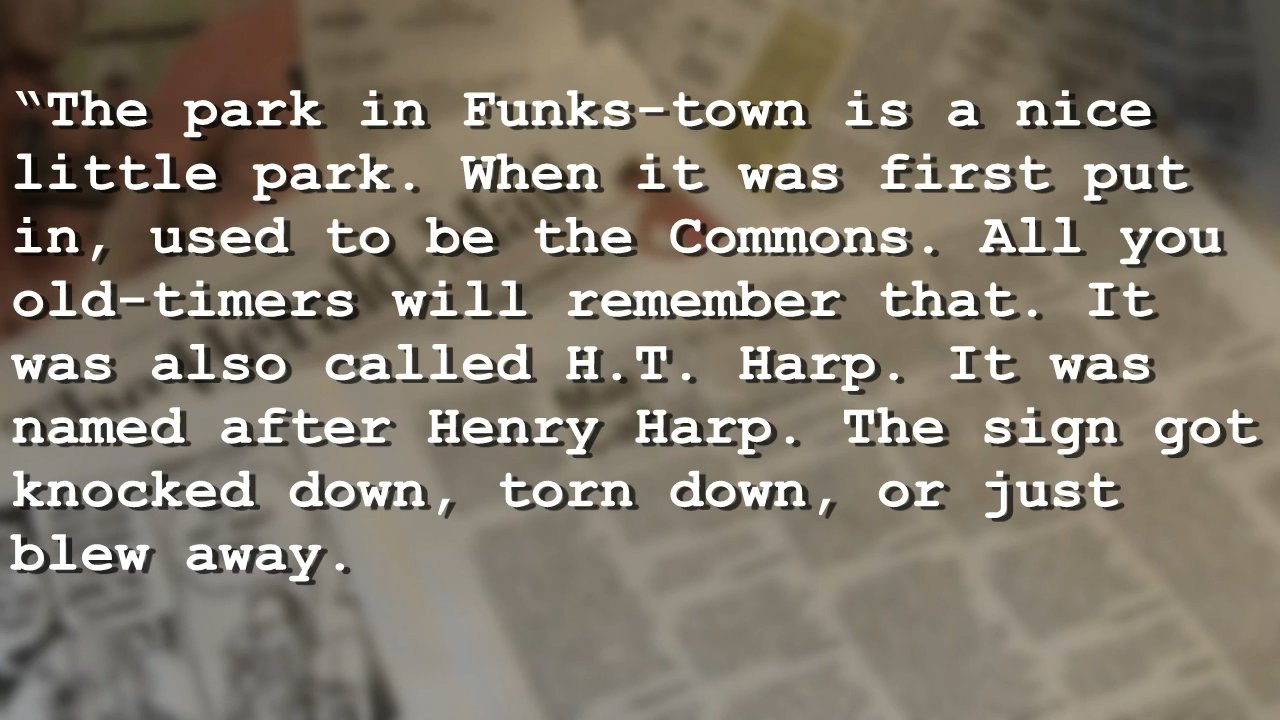 “The park in Funks-town is a nice
little park. When it was first put
in, used to be the Commons. All you
old-timers will remember that. It
was also called H.T. Harp. It was
named after Henry Harp. The sign got
knocked down, torn down, or just
blew away.